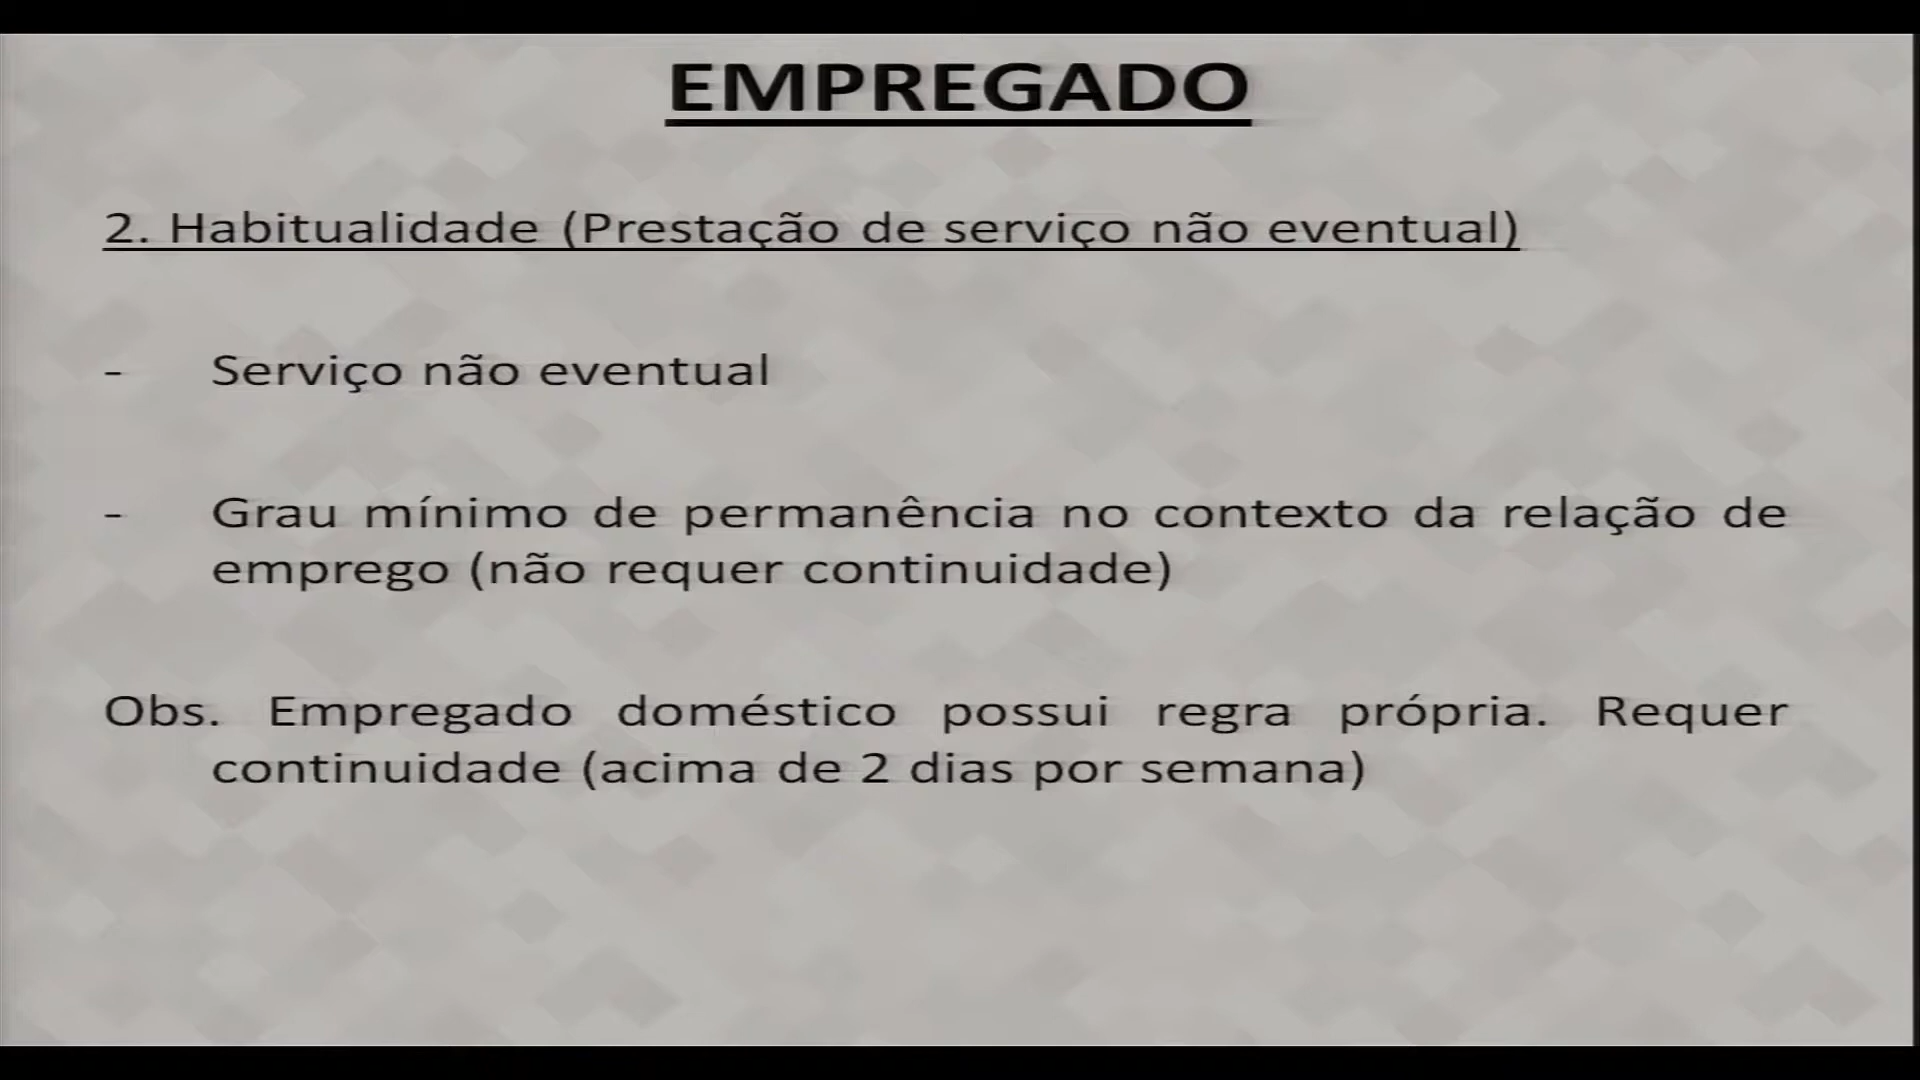 EMPREGADO
2. Habitualidade (Prestação de serviço não eventual)
- Serviço não eventual
- Grau mínimo de permanência no contexto da relação de
emprego (não requer continuidade)
Obs. Empregado doméstico possui regra própria. Requer
continuidade (acima de 2 dias por semana)